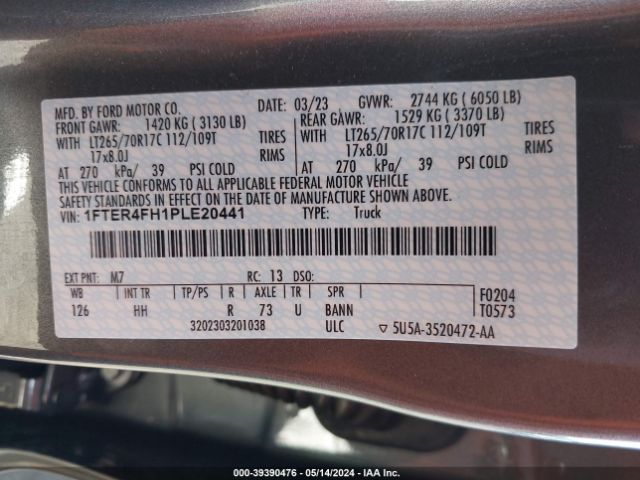 MFD. BY FORD MOTOR CO. DATE: 03/23 GVWR: 2744 KG ( 6050 LB)
FRONT GAWR: 1420 KG ( 3130 LB) REAR GAWR: 1529 KG ( 3370 LB)
WITH LT265/70R17C 112/109T TIRES WITH LT265/70R17C 112/109T TIRES
17x8.0J RIMS 17x8.0J RIMS
AT 270 kPa/ 39 PSI COLD AT 270 kPa/ 39 PSI COLD
THIS VEHICLE CONFORMS TO ALL APPLICABLE FEDERAL MOTOR VEHICLE
SAFETY STANDARDS IN EFFECT ON THE DATE OF MANUFACTURE SHOWN ABOVE.
VIN: 1FTER4FH1PLE20441 TYPE: Truck
EXT PNT: M7 RC: 13 DSO:
WB INT TR TP/PS R AXLE TR SPR F0204
126 HH R 73 U BANN T0573
3202303201038 ULC 5U5A-3520472-AA
000-39390476 — 05/14/2024 — IAA Inc.